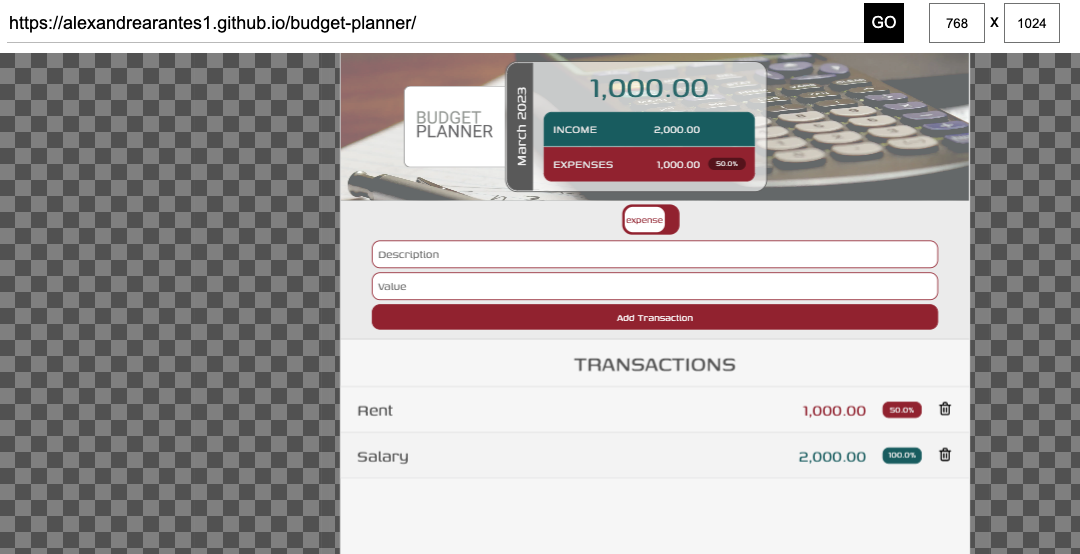 https://alexandrearantes1.github.io/budget-planner/ GO 768 X 1024
BUDGET
PLANNER
March 2023
1,000.00
INCOME 2,000.00
EXPENSES 1,000.00 50.0%
expense
Description
Value
Add Transaction
TRANSACTIONS
Rent 1,000.00 50.0%
Salary 2,000.00 100.0%